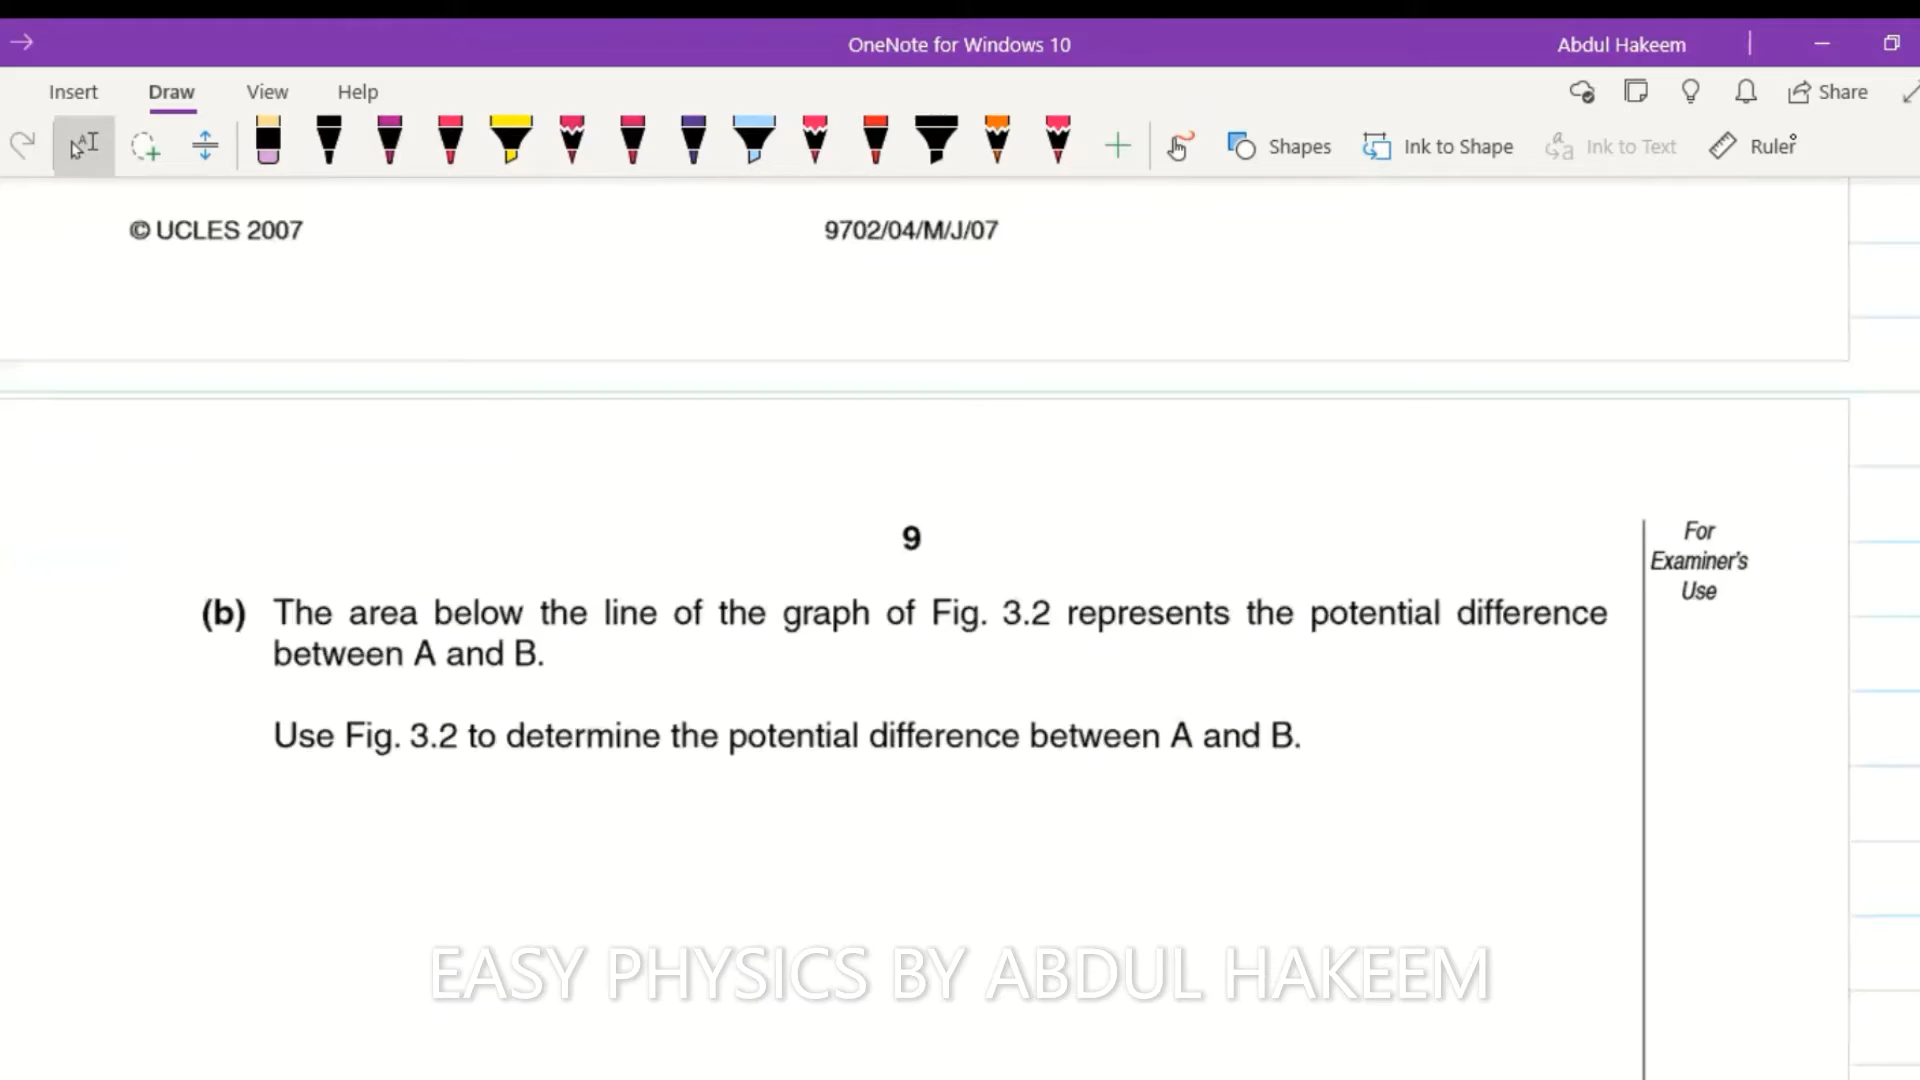 OneNote for Windows 10
Abdul Hakeem
Insert
Draw
View
Help
Share
Shapes
Ink to Shape
Ink to Text
Ruler
© UCLES 2007
9702/04/M/J/07
9
For
Examiner's
Use
(b) The area below the line of the graph of Fig. 3.2 represents the potential difference
between A and B.
Use Fig. 3.2 to determine the potential difference between A and B.
EASY PHYSICS BY ABDUL HAKEEM